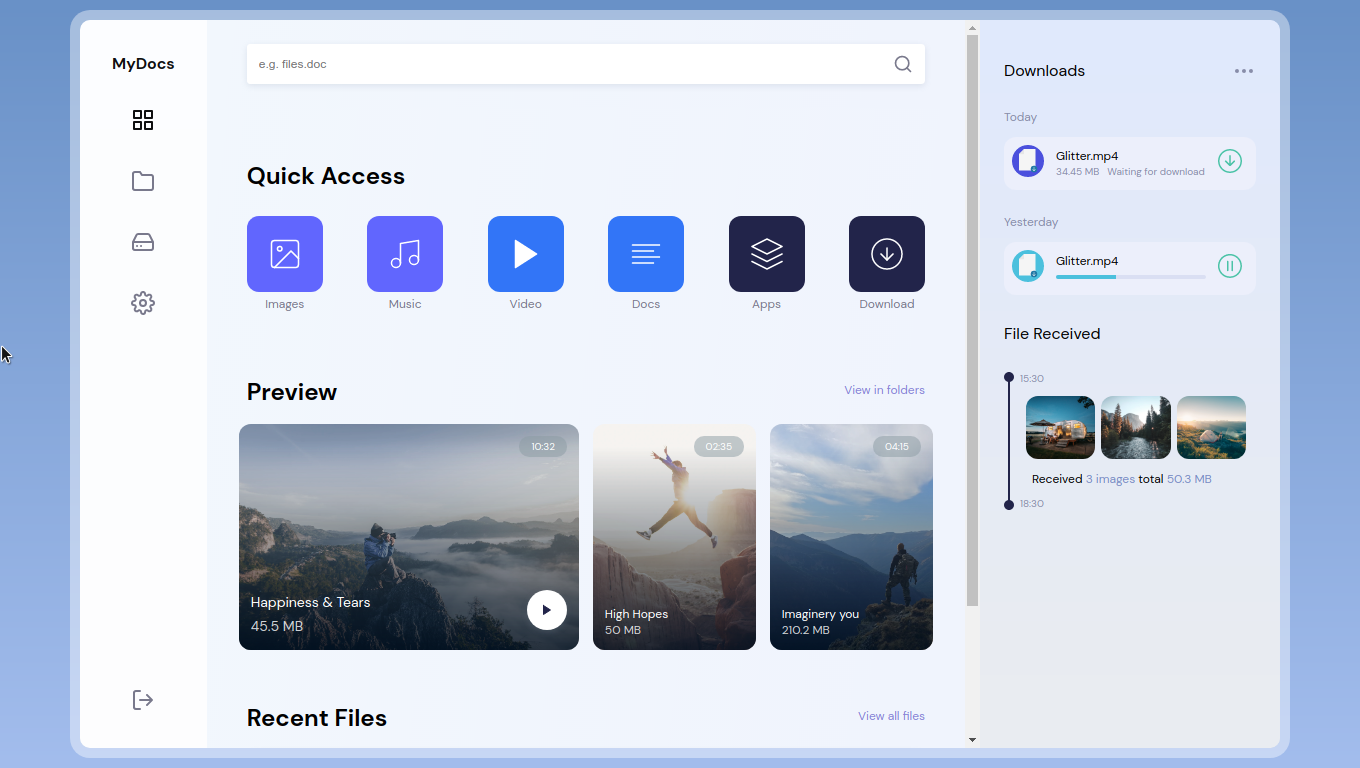 MyDocs
e.g. files.doc
Quick Access
Images
Music
Video
Docs
Apps
Download
Preview
View in folders
10:32
Happiness & Tears
45.5 MB
02:35
High Hopes
50 MB
04:15
Imaginery you
210.2 MB
Recent Files
View all files
Downloads
Today
Glitter.mp4
34.45 MB Waiting for download
Yesterday
Glitter.mp4
File Received
15:30
Received 3 images total 50.3 MB
18:30